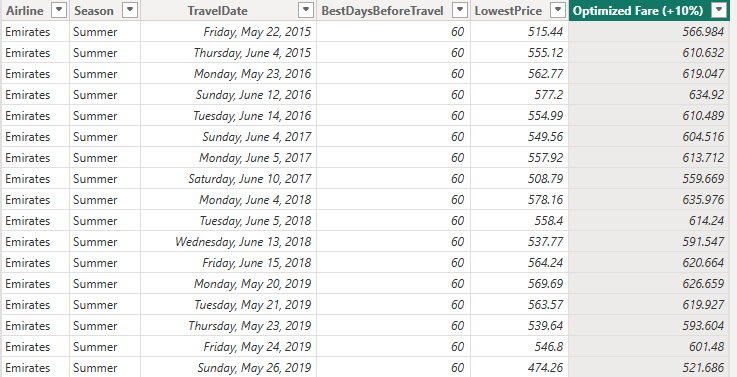 Airline Season TravelDate BestDaysBeforeTravel LowestPrice Optimized Fare (+10%)
Emirates Summer Friday, May 22, 2015 60 515.44 566.984
Emirates Summer Thursday, June 4, 2015 60 555.12 610.632
Emirates Summer Monday, May 23, 2016 60 562.77 619.047
Emirates Summer Sunday, June 12, 2016 60 577.2 634.92
Emirates Summer Tuesday, June 14, 2016 60 554.99 610.489
Emirates Summer Sunday, June 4, 2017 60 549.56 604.516
Emirates Summer Monday, June 5, 2017 60 557.92 613.712
Emirates Summer Saturday, June 10, 2017 60 508.79 559.669
Emirates Summer Monday, June 4, 2018 60 578.16 635.976
Emirates Summer Tuesday, June 5, 2018 60 558.4 614.24
Emirates Summer Wednesday, June 13, 2018 60 537.77 591.547
Emirates Summer Friday, June 15, 2018 60 564.24 620.664
Emirates Summer Monday, May 20, 2019 60 569.69 626.659
Emirates Summer Tuesday, May 21, 2019 60 563.57 619.927
Emirates Summer Thursday, May 23, 2019 60 539.64 593.604
Emirates Summer Friday, May 24, 2019 60 546.8 601.48
Emirates Summer Sunday, May 26, 2019 60 474.26 521.686